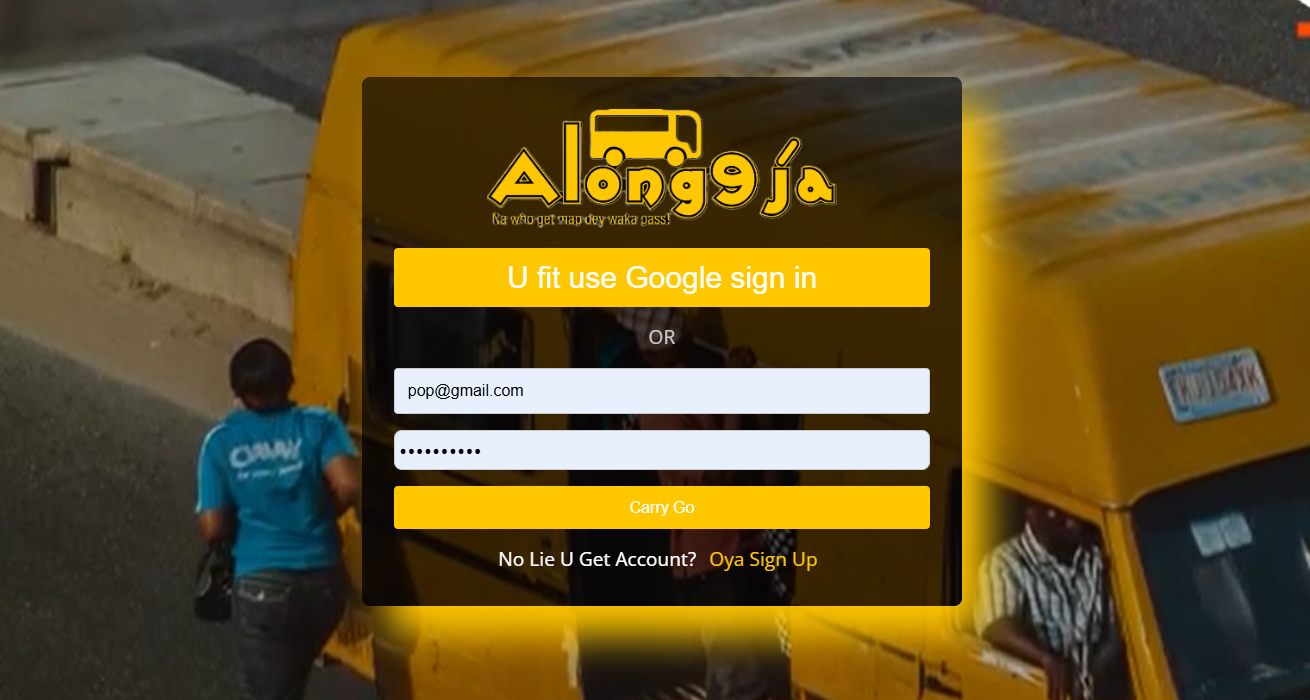 Along9ja
Na who get map dey waka pass!
U fit use Google sign in
OR
pop@gmail.com
••••••••••
Carry Go
No Lie U Get Account? Oya Sign Up